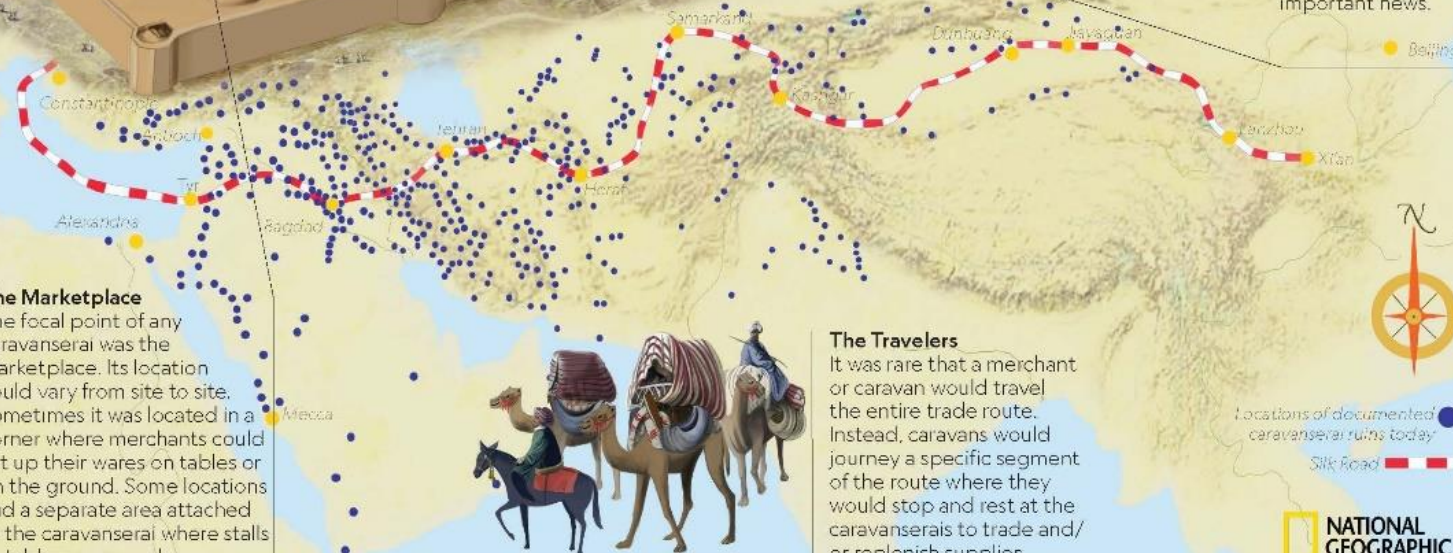 important news.
Samarkand
Dunhuang
Jiayuguan
Beijing
Constantinople
Kashgar
Antioch
Tehran
Lanzhou
Xi'an
Tyr
Herat
Alexandria
Bagdad
N
he Marketplace
he focal point of any
ravanserai was the
arketplace. Its location
ould vary from site to site.
ometimes it was located in a
orner where merchants could
t up their wares on tables or
n the ground. Some locations
ad a separate area attached
the caravanserai where stalls
Mecca
The Travelers
It was rare that a merchant
or caravan would travel
the entire trade route.
Instead, caravans would
journey a specific segment
of the route where they
would stop and rest at the
caravanserais to trade and/
or replenish supplies
Locations of documented
caravanserai ruins today
Silk Road
NATIONAL
GEOGRAPHIC